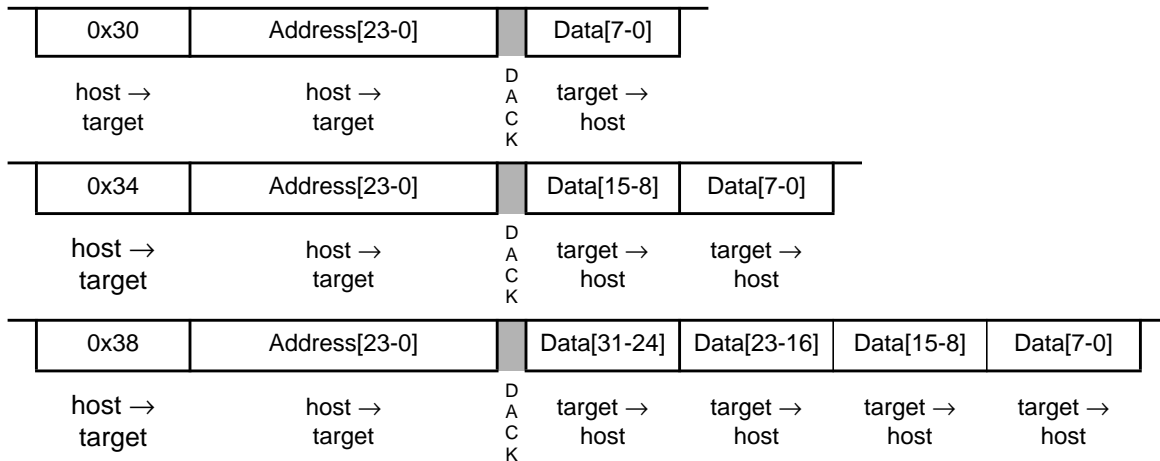 0x30 Address[23-0] Data[7-0]
host → host → D A C K target →
target target host
0x34 Address[23-0] Data[15-8] Data[7-0]
host → host → D A C K target → target →
target target host host
0x38 Address[23-0] Data[31-24] Data[23-16] Data[15-8] Data[7-0]
host → host → D A C K target → target → target → target →
target target host host host host